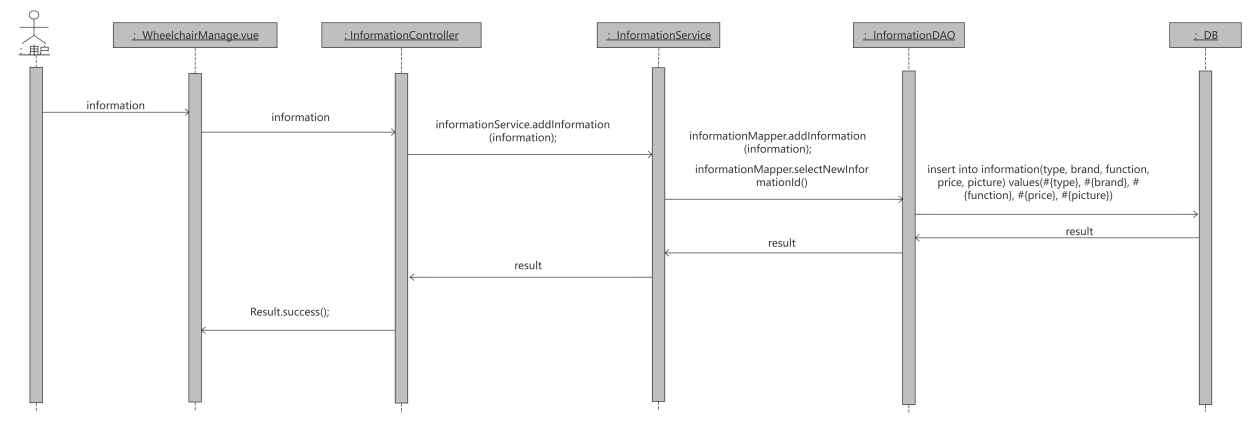 : 用户
: WheelchairManage.vue
: InformationController
: InformationService
: InformationDAO
: DB
information
information
informationService.addInformation
(information);
informationMapper.addInformation
(information);
informationMapper.selectNewInfor
mationId()
insert into information(type, brand, function,
price, picture) values(#{type}, #{brand}, #
{function}, #{price}, #{picture})
result
result
result
Result.success();